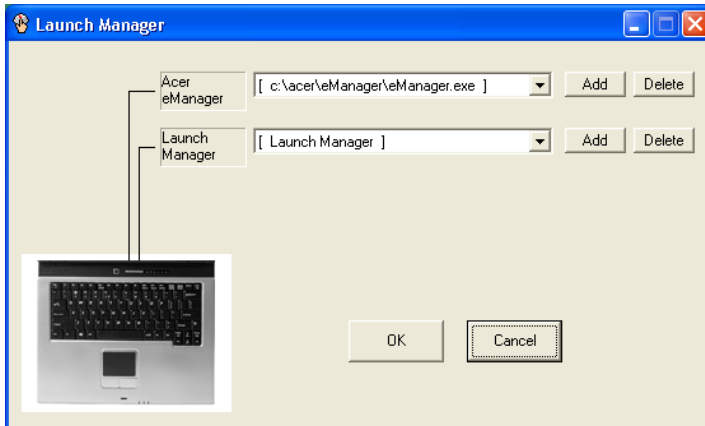 Launch Manager
Acer
eManager
[ c:\acer\eManager\eManager.exe ]
Add
Delete
Launch
Manager
[ Launch Manager ]
Add
Delete
OK
Cancel